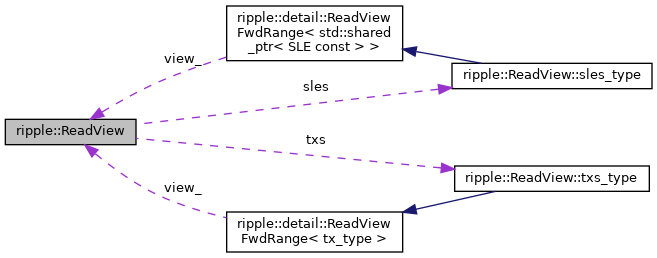 ripple::detail::ReadView
FwdRange< std::shared
_ptr< SLE const > >
view_
sles
ripple::ReadView::sles_type
ripple::ReadView
txs
ripple::ReadView::txs_type
view_
ripple::detail::ReadView
FwdRange< tx_type >